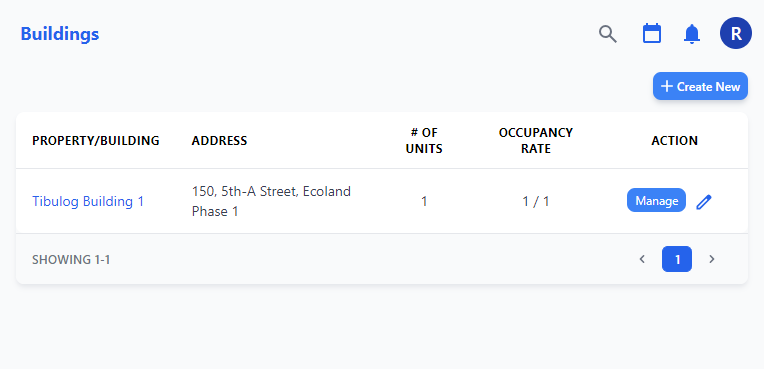 Buildings
R
Create New
PROPERTY/BUILDING
ADDRESS
# OF
UNITS
OCCUPANCY
RATE
ACTION
Tibulog Building 1
150, 5th-A Street, Ecoland
Phase 1
1
1 / 1
Manage
SHOWING 1-1
1